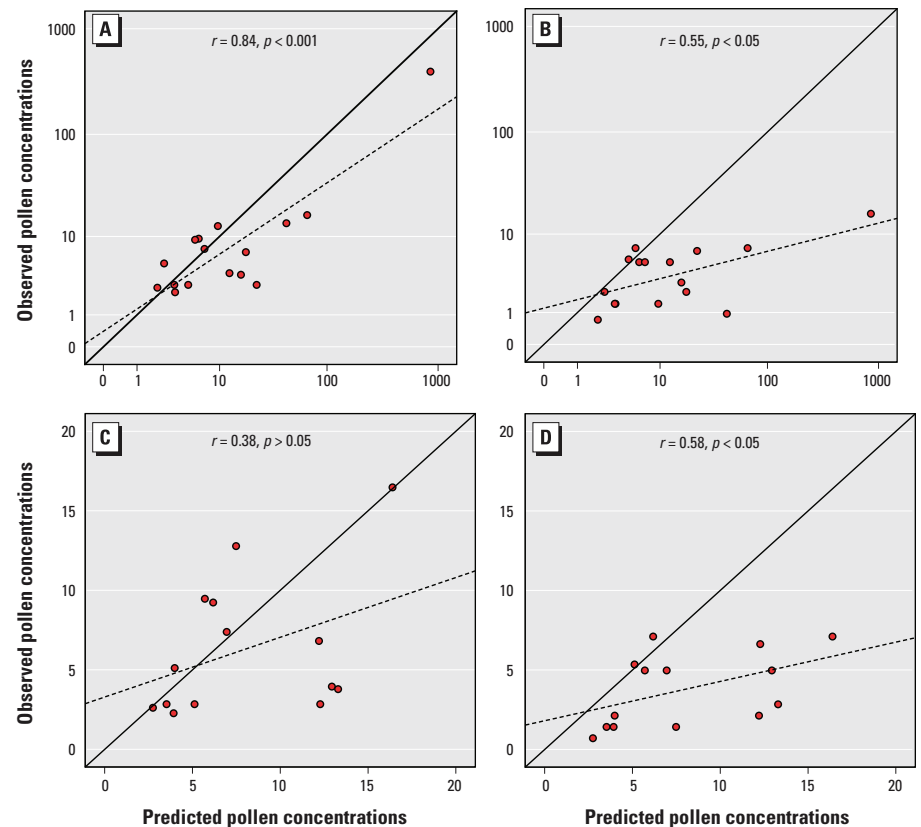 A
r = 0.84, p < 0.001
1000
100
10
1
0
0 1 10 100 1000
Observed pollen concentrations
B
r = 0.55, p < 0.05
1000
100
10
1
0
0 1 10 100 1000
C
r = 0.38, p > 0.05
20
15
10
5
0
0 5 10 15 20
Observed pollen concentrations
Predicted pollen concentrations
D
r = 0.58, p < 0.05
20
15
10
5
0
0 5 10 15 20
Predicted pollen concentrations